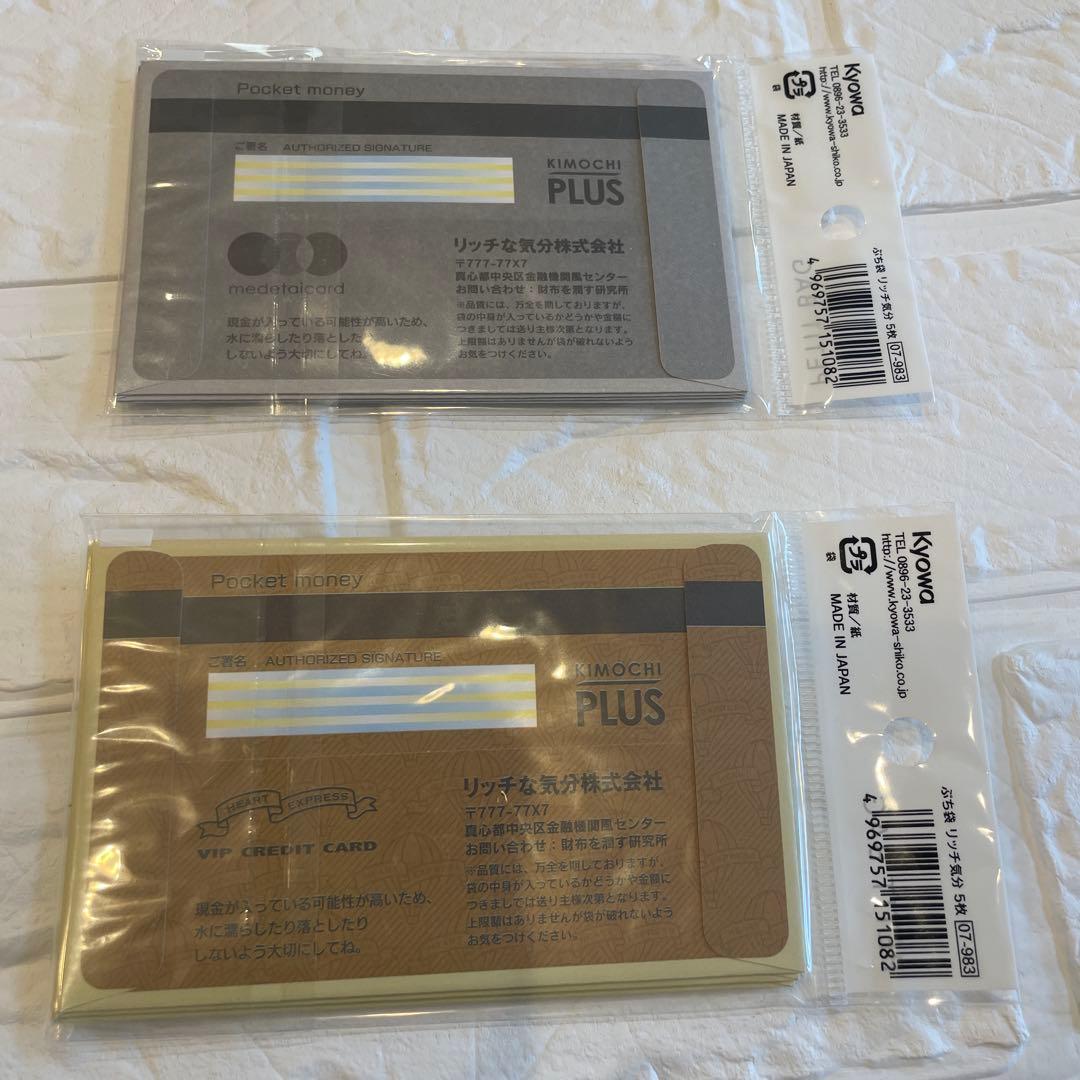 Pocket money
ご署名 AUTHORIZED SIGNATURE
KIMOCHI
PLUS
medetaicard
現金が入っている可能性が高いため、
水に濡らしたり落としたり
しないよう大切にしてね。
リッチな気分株式会社
〒777-77X7
真心都中央区金融機関風センター
お問い合わせ：財布を潤す研究所
※品質には、万全を期しておりますが、
袋の中身が入っているかどうかや金額に
つきましては送り主様次第となります。
上限額はありませんが袋が破れないよう
お気をつけください。
Kyowa
TEL 0896-23-3533
http://www.kyowa-shiko.co.jp
プラ
袋
材質/紙
MADE IN JAPAN
PETIT BAG
ぷち袋 リッチ気分 5枚 07-983
4 969757 151082
Pocket money
ご署名 AUTHORIZED SIGNATURE
KIMOCHI
PLUS
HEART EXPRESS
VIP CREDIT CARD
現金が入っている可能性が高いため、
水に濡らしたり落としたり
しないよう大切にしてね。
リッチな気分株式会社
〒777-77X7
真心都中央区金融機関風センター
お問い合わせ：財布を潤す研究所
※品質には、万全を期しておりますが、
袋の中身が入っているかどうかや金額に
つきましては送り主様次第となります。
上限額はありませんが袋が破れないよう
お気をつけください。
Kyowa
TEL 0896-23-3533
http://www.kyowa-shiko.co.jp
プラ
袋
材質/紙
MADE IN JAPAN
ぷち袋 リッチ気分 5枚 07-983
4 969757 151082